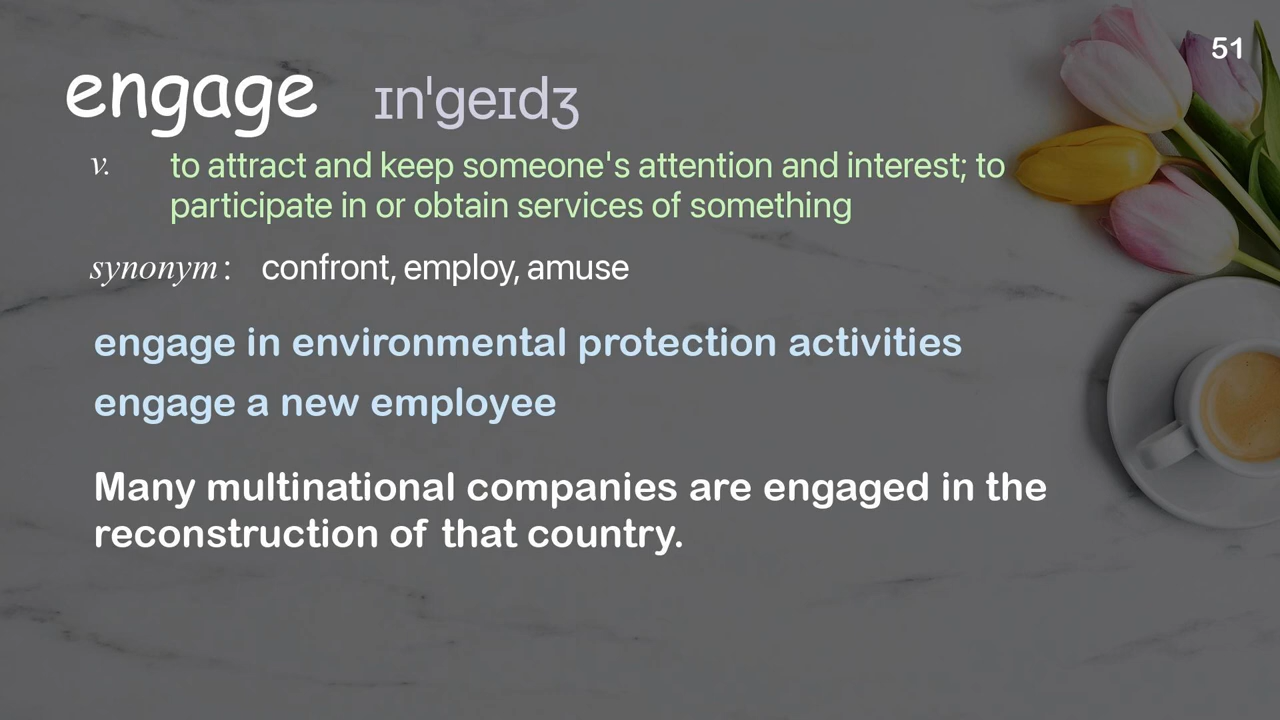 51
engage ɪnˈgeɪdʒ
v. to attract and keep someone's attention and interest; to
participate in or obtain services of something
synonym: confront, employ, amuse
engage in environmental protection activities
engage a new employee
Many multinational companies are engaged in the
reconstruction of that country.